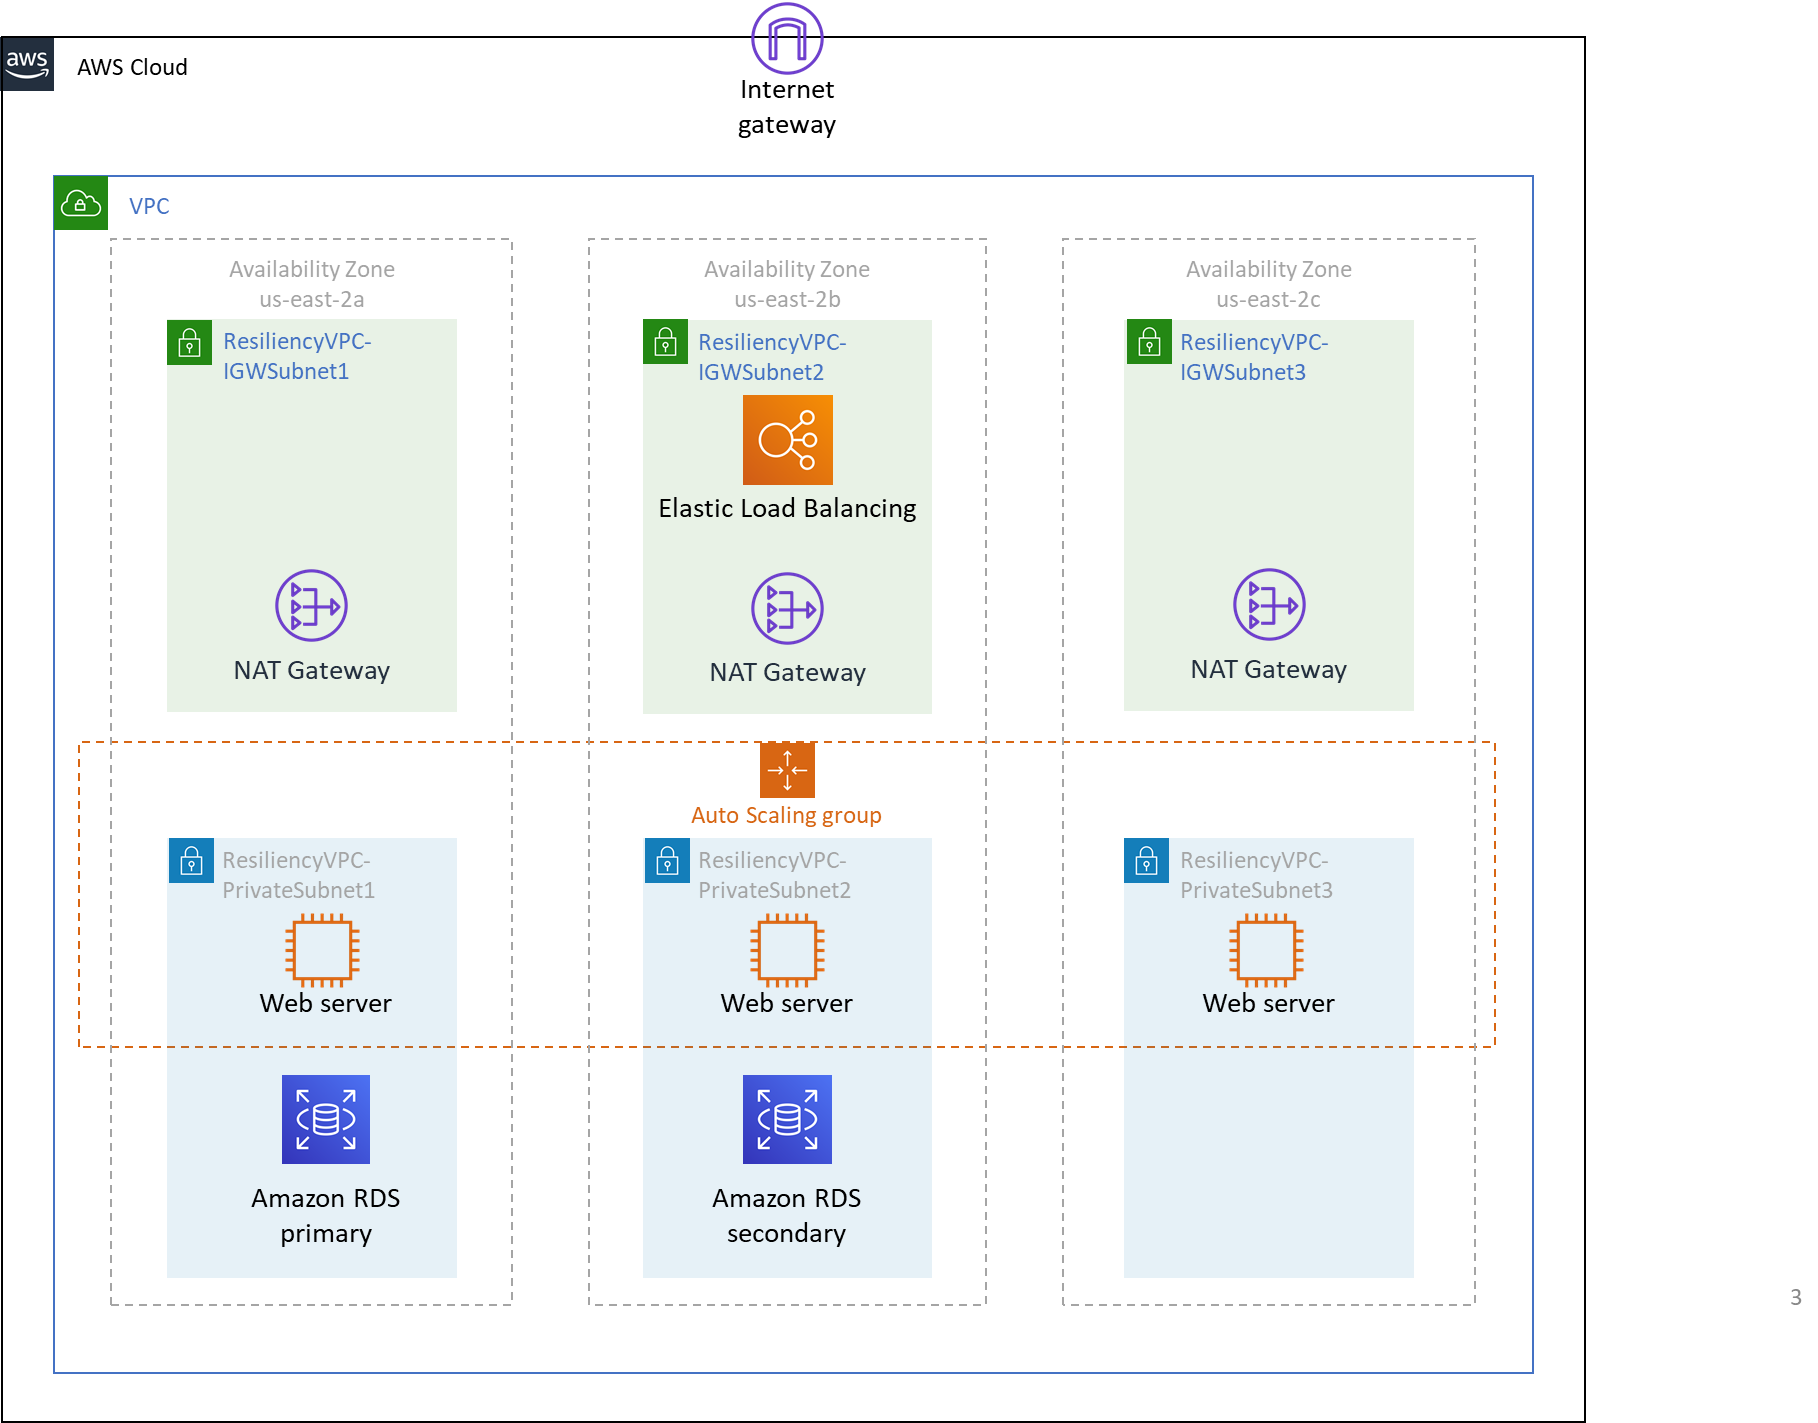 aws
AWS Cloud
Internet
gateway
VPC
Availability Zone
us-east-2a
Availability Zone
us-east-2b
Availability Zone
us-east-2c
ResiliencyVPC-
IGWSubnet1
ResiliencyVPC-
IGWSubnet2
ResiliencyVPC-
IGWSubnet3
Elastic Load Balancing
NAT Gateway
NAT Gateway
NAT Gateway
Auto Scaling group
ResiliencyVPC-
PrivateSubnet1
ResiliencyVPC-
PrivateSubnet2
ResiliencyVPC-
PrivateSubnet3
Web server
Web server
Web server
Amazon RDS
primary
Amazon RDS
secondary
3